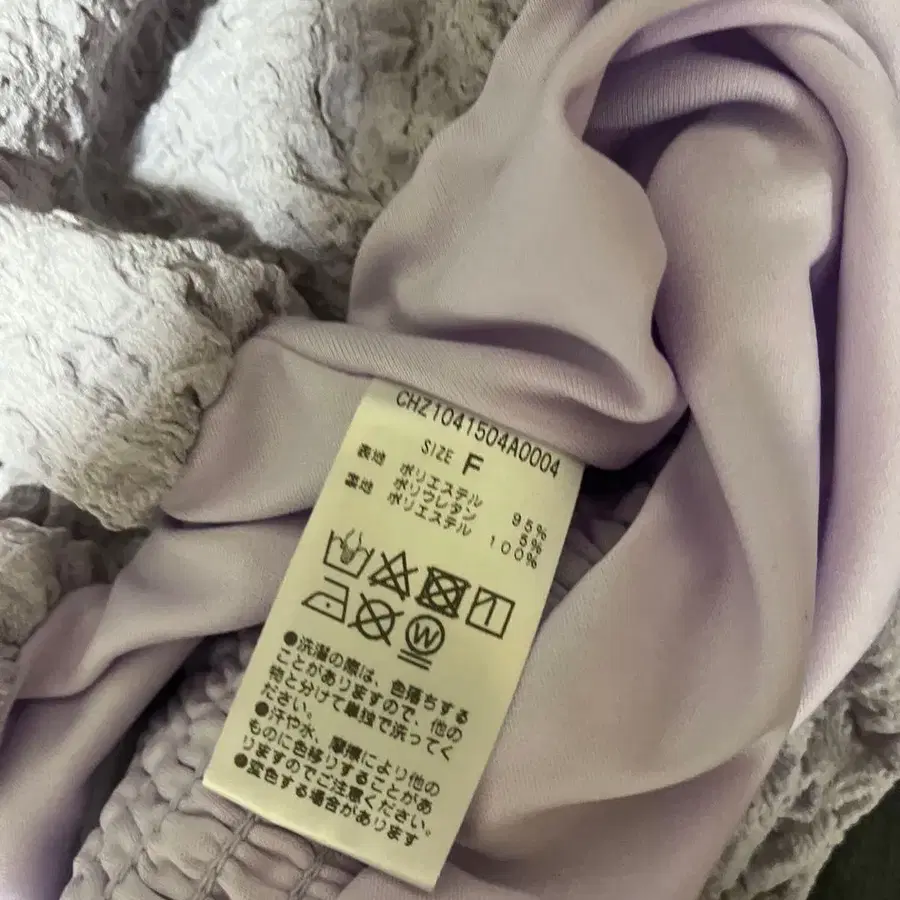 CHZ1041504A0004
SIZE F
表地 ポリエステル 95%
ポリウレタン 5%
裏地 ポリエステル 100%
W
●洗濯の際は、色落ちする
ことがありますので、他の
物と分けて単独で洗ってく
ださい。
●汗や水、摩擦により他の
ものに色移りすることがあ
りますのでご注意ください。
●変色する場合があります